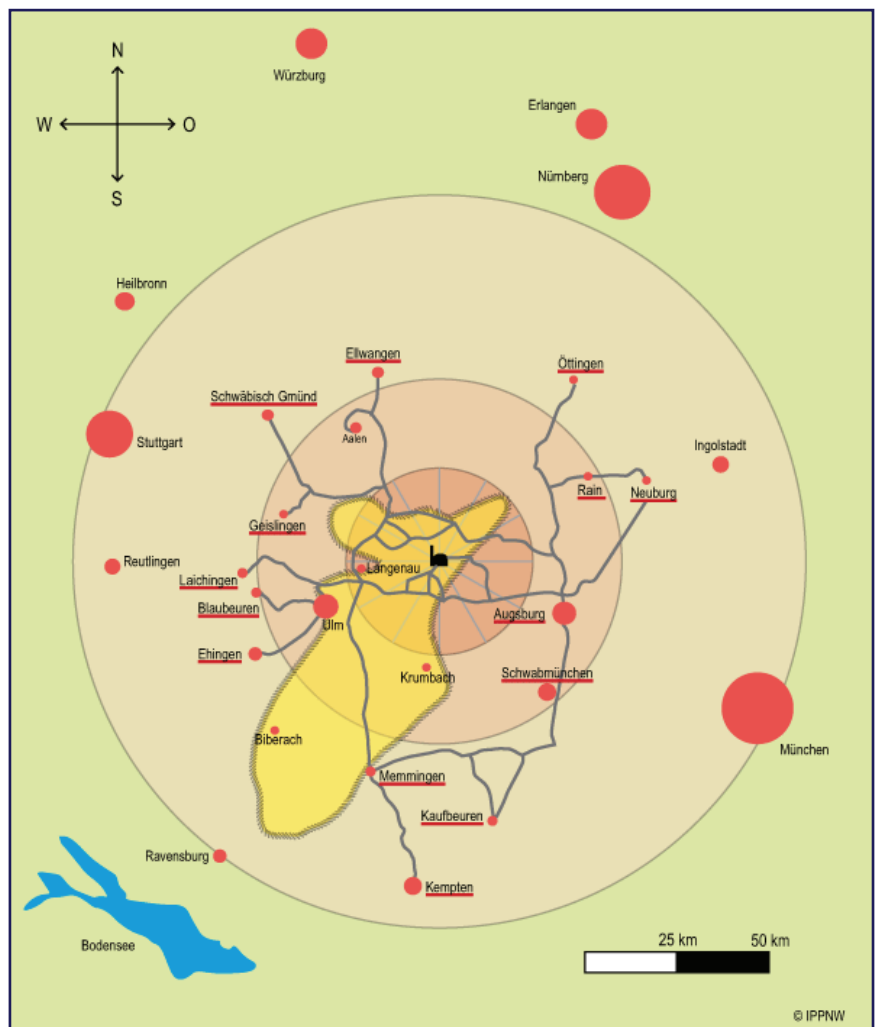 N
Würzburg
Erlangen
W
O
Nürnberg
S
Heilbronn
Ellwangen
Öttingen
Schwäbisch Gmünd
Aalen
Stuttgart
Ingolstadt
Rain
Neuburg
Geislingen
Reutlingen
Langenau
Laichingen
Blaubeuren
Augsburg
Ulm
Ehingen
Schwabmünchen
Krumbach
Biberach
München
Memmingen
Kaufbeuren
Ravensburg
Kempten
Bodensee
25 km
50 km
© IPPNW